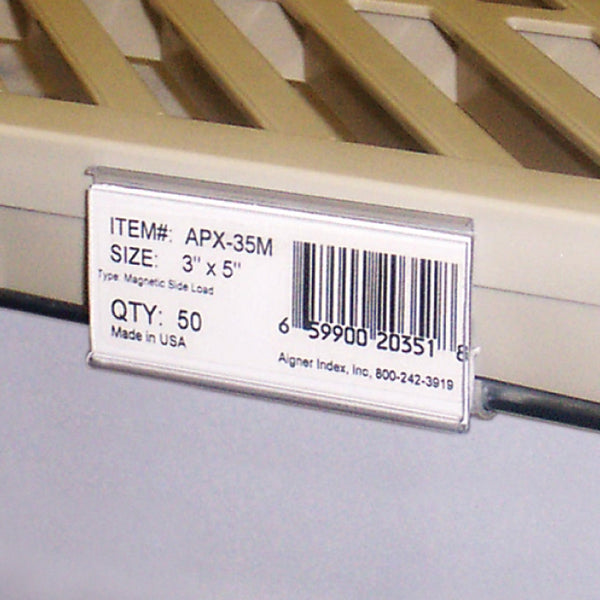 ITEM#: APX-35M
SIZE: 3" x 5"
Type: Magnetic Side Load
QTY: 50
Made in USA
6 59900 20351 8
Aigner Index, Inc, 800-242-3919